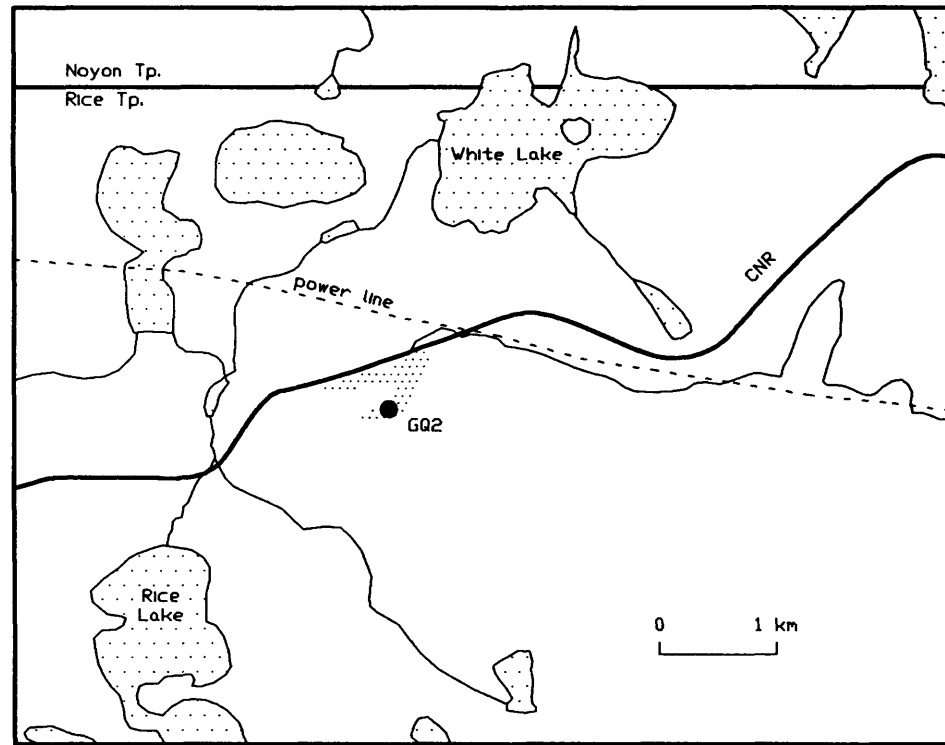 Noyon Tp.
Rice Tp.
White Lake
CNR
power line
GQ2
Rice
Lake
0 1 km